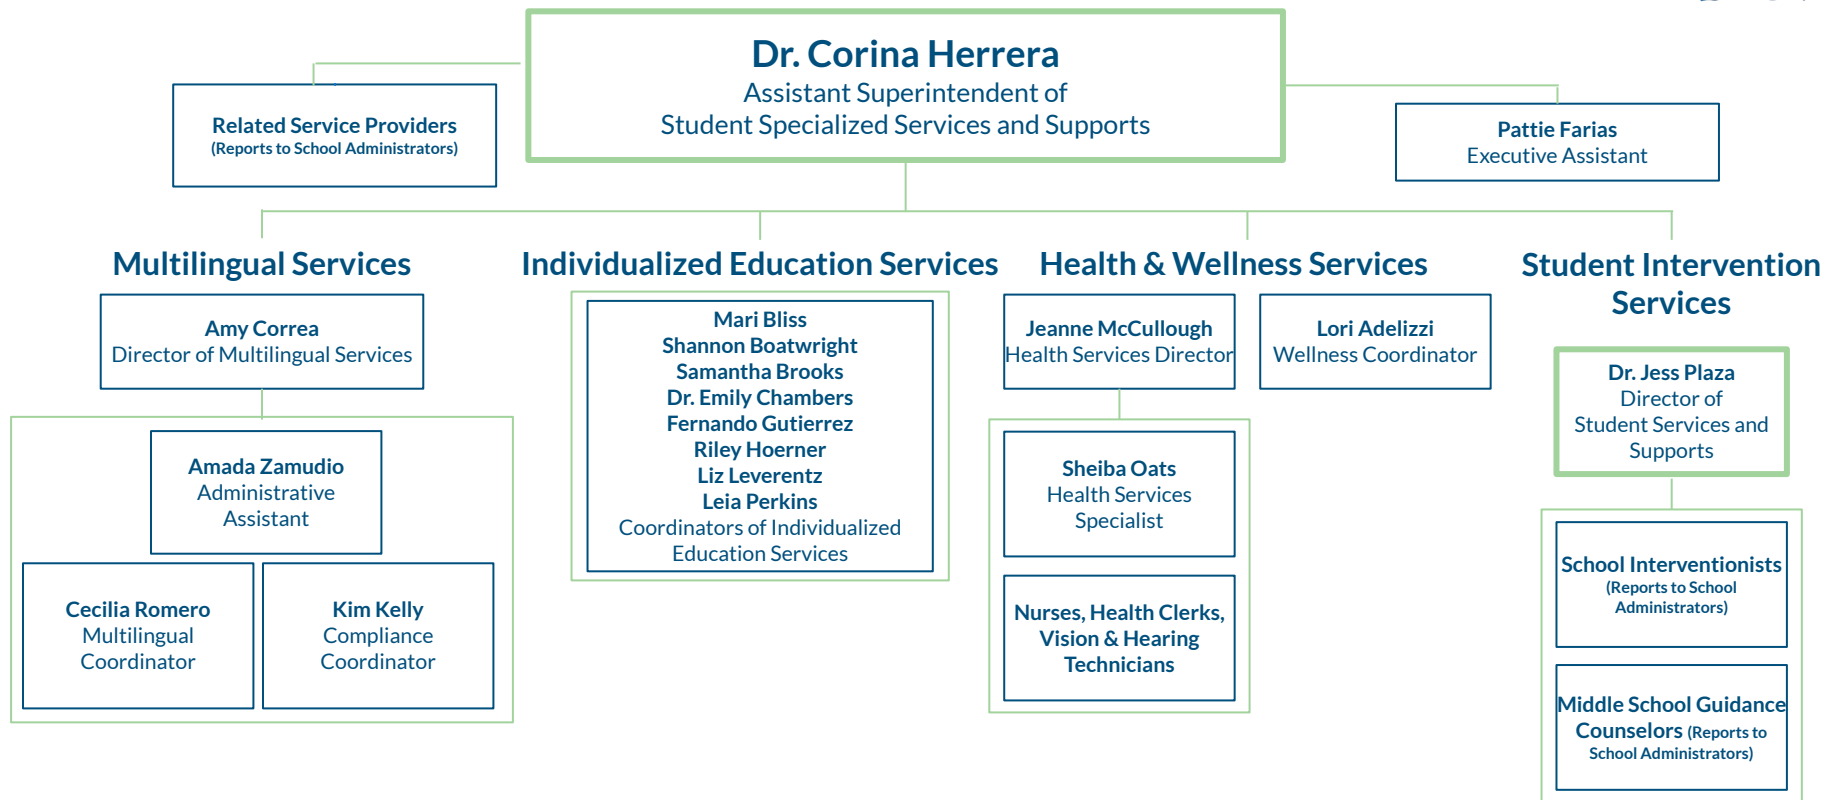 Dr. Corina Herrera
Assistant Superintendent of
Student Specialized Services and Supports
Related Service Providers
(Reports to School Administrators)
Pattie Farias
Executive Assistant
Multilingual Services
Amy Correa
Director of Multilingual Services
Amada Zamudio
Administrative
Assistant
Cecilia Romero
Multilingual
Coordinator
Kim Kelly
Compliance
Coordinator
Individualized Education Services
Mari Bliss
Shannon Boatwright
Samantha Brooks
Dr. Emily Chambers
Fernando Gutierrez
Riley Hoerner
Liz Leverentz
Leia Perkins
Coordinators of Individualized
Education Services
Health & Wellness Services
Jeanne McCullough
Health Services Director
Lori Adelizzi
Wellness Coordinator
Sheiba Oats
Health Services
Specialist
Nurses, Health Clerks,
Vision & Hearing
Technicians
Student Intervention
Services
Dr. Jess Plaza
Director of
Student Services and
Supports
School Interventionists
(Reports to School
Administrators)
Middle School Guidance
Counselors (Reports to
School Administrators)